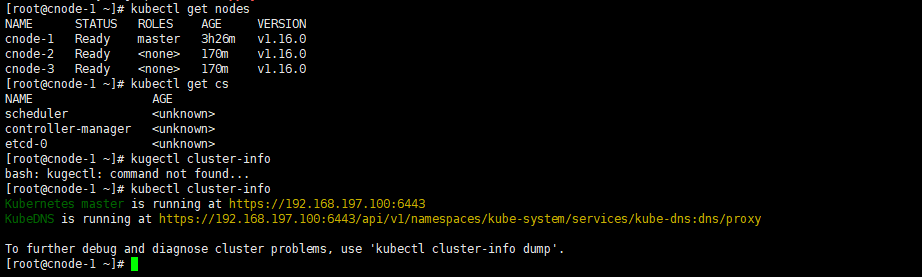 [root@cnode-1 ~]# kubectl get nodes
NAME STATUS ROLES AGE VERSION
cnode-1 Ready master 3h26m v1.16.0
cnode-2 Ready <none> 170m v1.16.0
cnode-3 Ready <none> 170m v1.16.0
[root@cnode-1 ~]# kubectl get cs
NAME AGE
scheduler <unknown>
controller-manager <unknown>
etcd-0 <unknown>
[root@cnode-1 ~]# kugectl cluster-info
bash: kugectl: command not found...
[root@cnode-1 ~]# kubectl cluster-info
Kubernetes master is running at https://192.168.197.100:6443
KubeDNS is running at https://192.168.197.100:6443/api/v1/namespaces/kube-system/services/kube-dns:dns/proxy
To further debug and diagnose cluster problems, use 'kubectl cluster-info dump'.
[root@cnode-1 ~]#